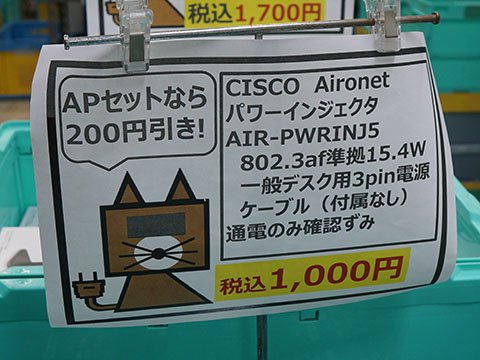 税込1,700円
APセットなら
200円引き!
CISCO Aironet
パワーインジェクタ
AIR-PWRINJ5
802.3af準拠15.4W
一般デスク用3pin電源
ケーブル（付属なし）
通電のみ確認ずみ
税込1,000円